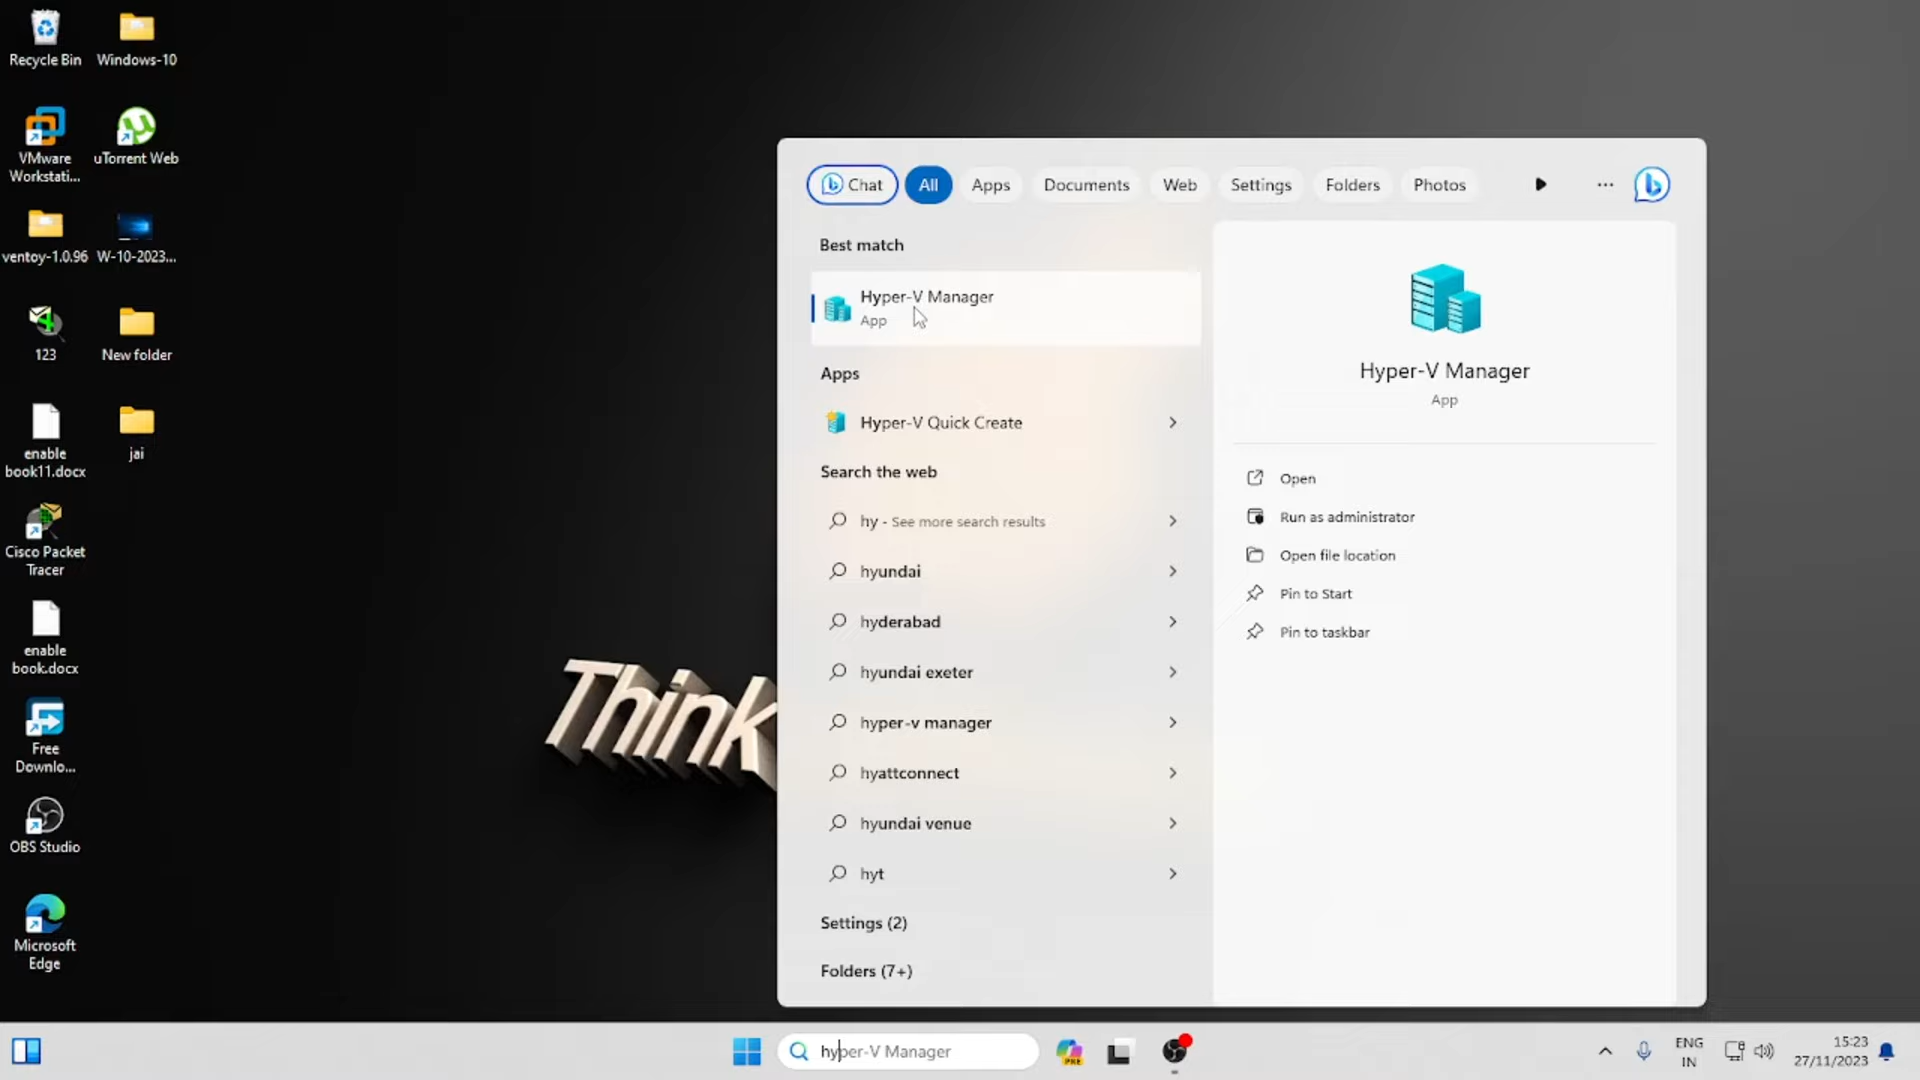 Recycle Bin
Windows-10
VMware
Workstati...
uTorrent Web
ventoy-1.0.96
W-10-2023...
123
New folder
enable
book11.docx
jai
Cisco Packet
Tracer
enable
book.docx
Free
Downlo...
OBS Studio
Microsoft
Edge
Think
Chat
All
Apps
Documents
Web
Settings
Folders
Photos
Best match
Hyper-V Manager
App
Apps
Hyper-V Quick Create
Search the web
hy - See more search results
hyundai
hyderabad
hyundai exeter
hyper-v manager
hyattconnect
hyundai venue
hyt
Settings (2)
Folders (7+)
Hyper-V Manager
App
Open
Run as administrator
Open file location
Pin to Start
Pin to taskbar
hyper-V Manager
PRE
ENG
IN
15:23
27/11/2023